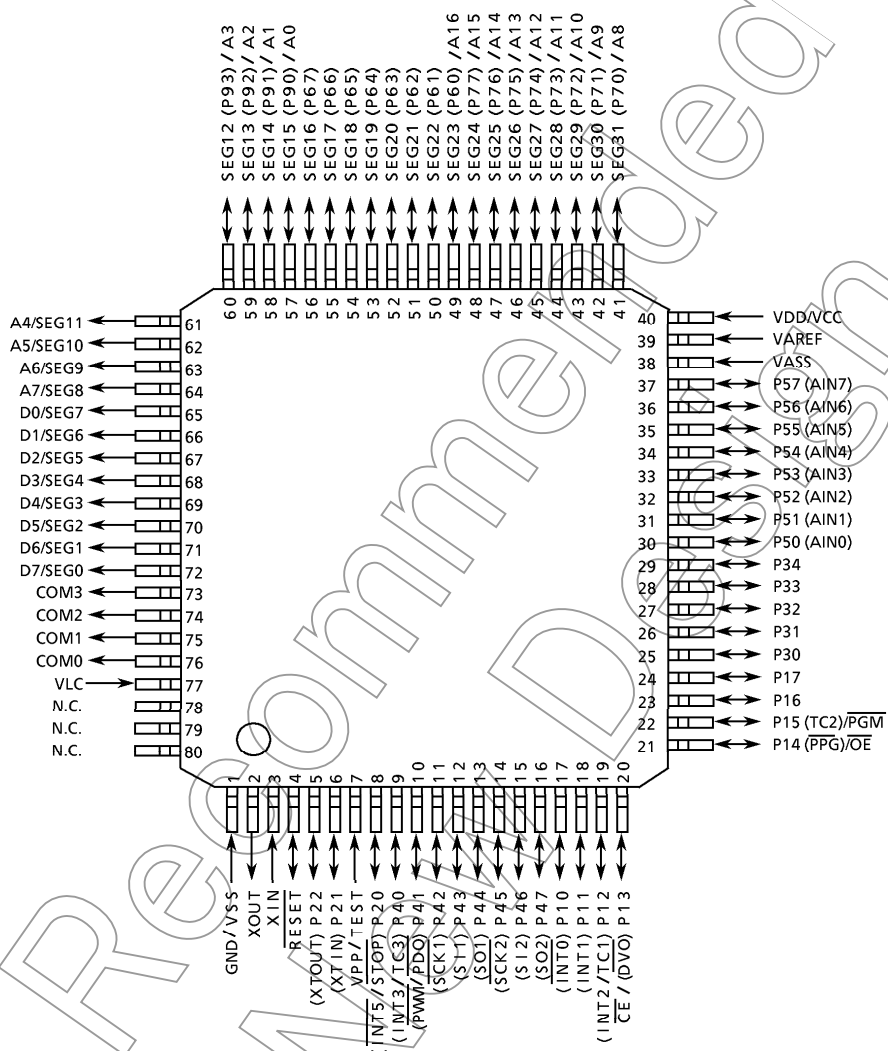 SEG12 (P93) / A3
SEG13 (P92) / A2
SEG14 (P91) / A1
SEG15 (P90) / A0
SEG16 (P67)
SEG17 (P66)
SEG18 (P65)
SEG19 (P64)
SEG20 (P63)
SEG21 (P62)
SEG22 (P61)
SEG23 (P60) / A16
SEG24 (P77) / A15
SEG25 (P76) / A14
SEG26 (P75) / A13
SEG27 (P74) / A12
SEG28 (P73) / A11
SEG29 (P72) / A10
SEG30 (P71) / A9
SEG31 (P70) / A8
60 59 58 57 56 55 54 53 52 51 50 49 48 47 46 45 44 43 42 41
A4/SEG11 61
A5/SEG10 62
A6/SEG9 63
A7/SEG8 64
D0/SEG7 65
D1/SEG6 66
D2/SEG5 67
D3/SEG4 68
D4/SEG3 69
D5/SEG2 70
D6/SEG1 71
D7/SEG0 72
COM3 73
COM2 74
COM1 75
COM0 76
VLC 77
N.C. 78
N.C. 79
N.C. 80
40 VDD/VCC
39 VAREF
38 VASS
37 P57 (AIN7)
36 P56 (AIN6)
35 P55 (AIN5)
34 P54 (AIN4)
33 P53 (AIN3)
32 P52 (AIN2)
31 P51 (AIN1)
30 P50 (AIN0)
29 P34
28 P33
27 P32
26 P31
25 P30
24 P17
23 P16
22 P15 (TC2)/PGM
21 P14 (PPG)/OE
1 2 3 4 5 6 7 8 9 10 11 12 13 14 15 16 17 18 19 20
GND/VSS
XOUT
XIN
RESET
(XTOUT) P22
(XTIN) P21
VPP/TEST
(INT5/STOP) P20
(INT3/TC3) P40
(PWM/PDO) P41
(SCK1) P42
(SI1) P43
(SO1) P44
(SCK2) P45
(SI2) P46
(SO2) P47
(INT0) P10
(INT1) P11
(INT2/TC1) P12
CE / (DVO) P13
Recommended
New Design